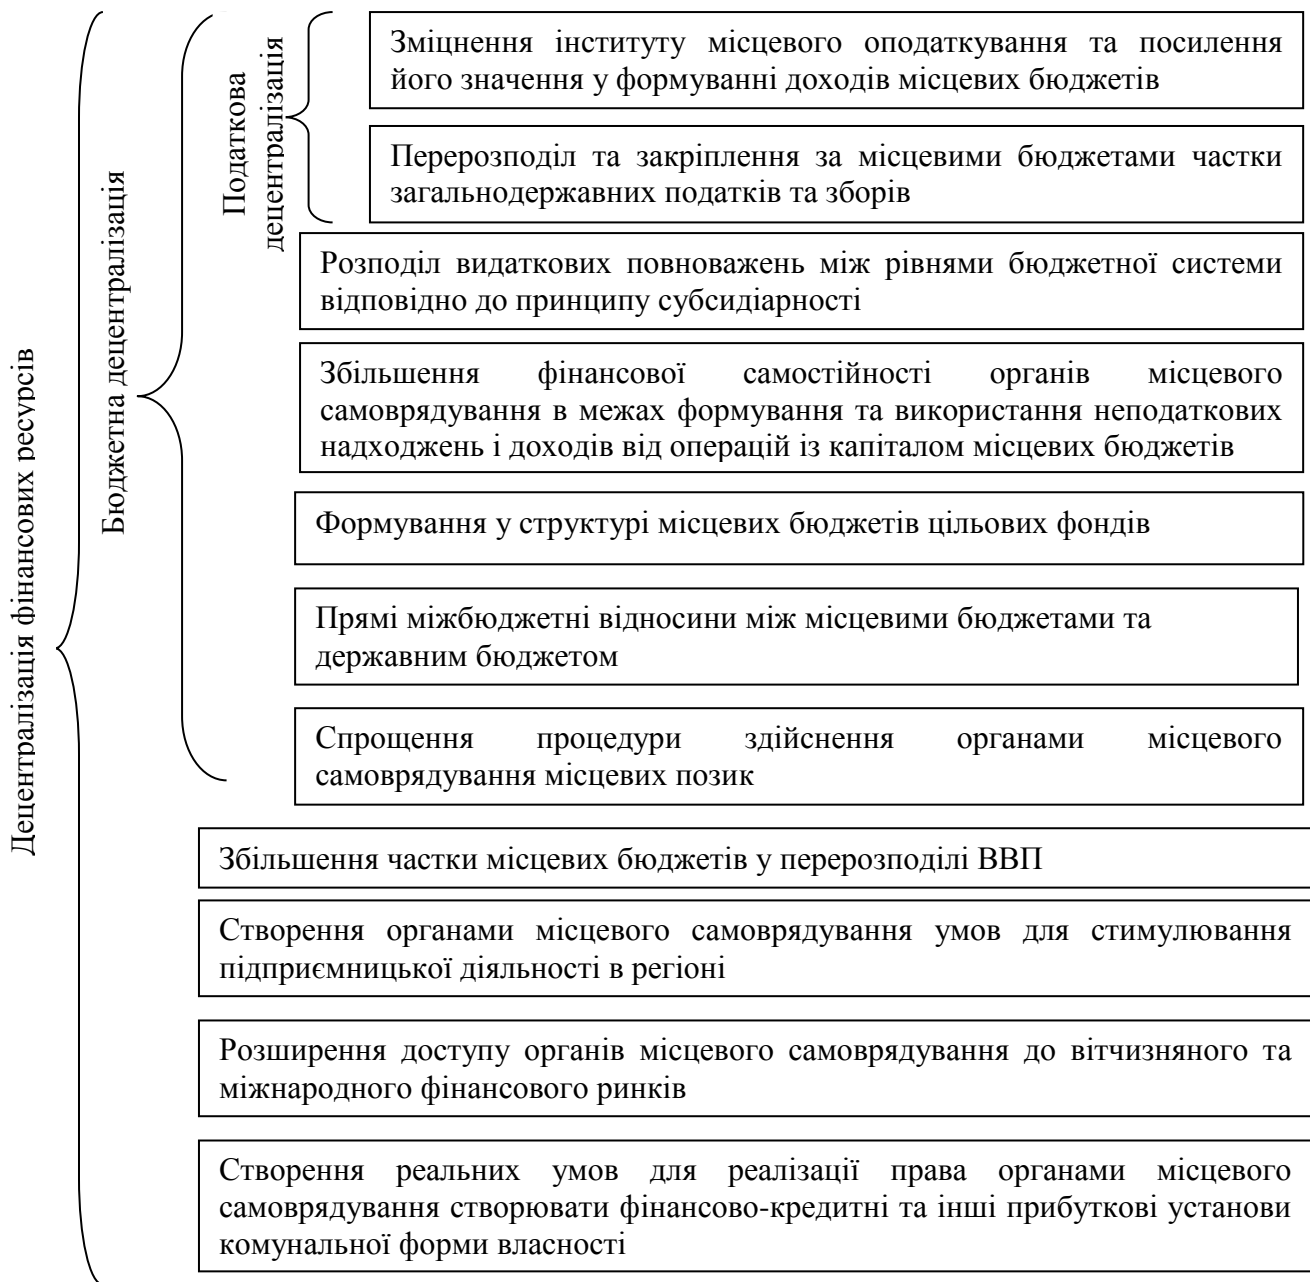 Децентралізація фінансових ресурсів
Бюджетна децентралізація
Податкова
децентралізація
Зміцнення інституту місцевого оподаткування та посилення
його значення у формуванні доходів місцевих бюджетів
Перерозподіл та закріплення за місцевими бюджетами частки
загальнодержавних податків та зборів
Розподіл видаткових повноважень між рівнями бюджетної системи
відповідно до принципу субсидіарності
Збільшення фінансової самостійності органів місцевого
самоврядування в межах формування та використання неподаткових
надходжень і доходів від операцій із капіталом місцевих бюджетів
Формування у структурі місцевих бюджетів цільових фондів
Прямі міжбюджетні відносини між місцевими бюджетами та
державним бюджетом
Спрощення процедури здійснення органами місцевого
самоврядування місцевих позик
Збільшення частки місцевих бюджетів у перерозподілі ВВП
Створення органами місцевого самоврядування умов для стимулювання
підприємницької діяльності в регіоні
Розширення доступу органів місцевого самоврядування до вітчизняного та
міжнародного фінансового ринків
Створення реальних умов для реалізації права органами місцевого
самоврядування створювати фінансово-кредитні та інші прибуткові установи
комунальної форми власності